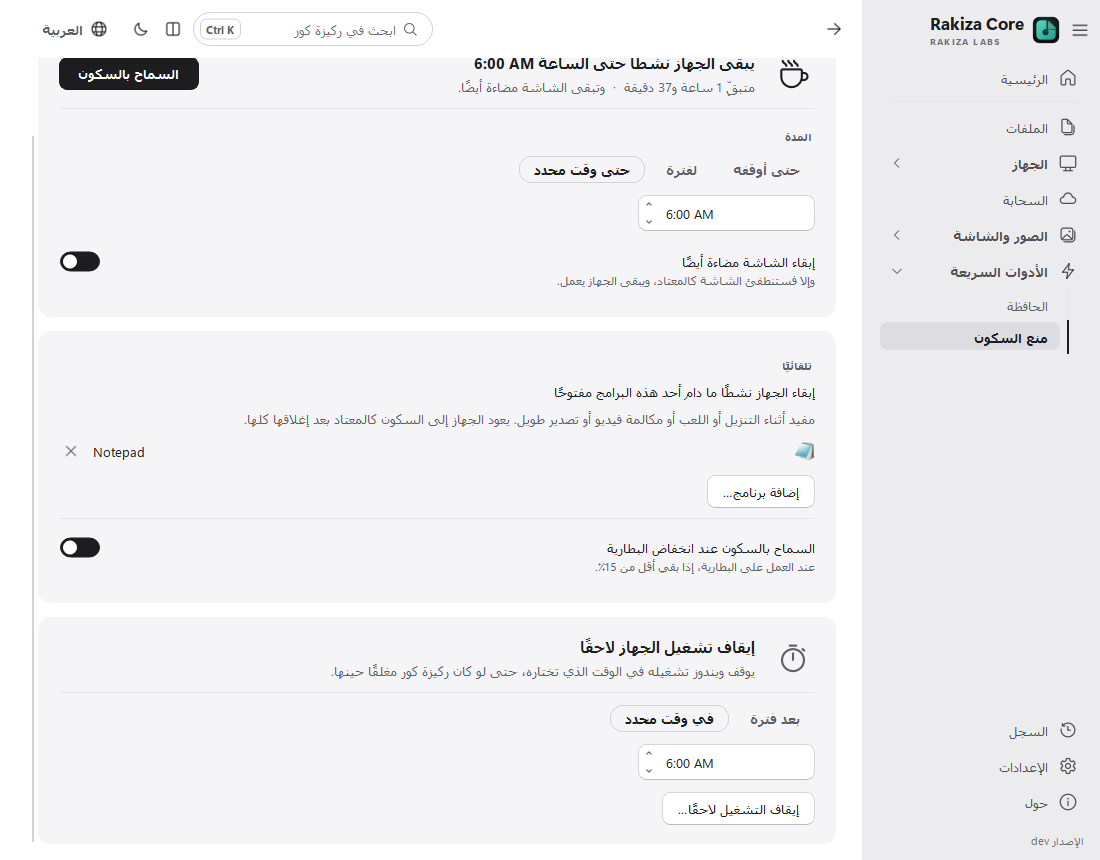 Rakiza Core
RAKIZA LABS
الرئيسية
الملفات
الجهاز
السحابة
الصور والشاشة
الأدوات السريعة
الحافظة
منع السكون
السجل
الإعدادات
حول
الإصدار dev
ابحث في ركيزة كور
Ctrl K
العربية
يبقى الجهاز نشطًا حتى الساعة 6:00 AM
متبقٍّ 1 ساعة و37 دقيقة · وتبقى الشاشة مضاءة أيضًا.
السماح بالسكون
المدة
حتى أوقفه
لفترة
حتى وقت محدد
6:00 AM
إبقاء الشاشة مضاءة أيضًا
وإلا فستنطفئ الشاشة كالمعتاد، ويبقى الجهاز يعمل.
تلقائيًا
إبقاء الجهاز نشطًا ما دام أحد هذه البرامج مفتوحًا
مفيد أثناء التنزيل أو اللعب أو مكالمة فيديو أو تصدير طويل. يعود الجهاز إلى السكون كالمعتاد بعد إغلاقها كلها.
Notepad
إضافة برنامج...
السماح بالسكون عند انخفاض البطارية
عند العمل على البطارية، إذا بقي أقل من 15٪.
إيقاف تشغيل الجهاز لاحقًا
يوقف ويندوز تشغيله في الوقت الذي تختاره، حتى لو كان ركيزة كور مغلقًا حينها.
بعد فترة
في وقت محدد
6:00 AM
إيقاف التشغيل لاحقًا...